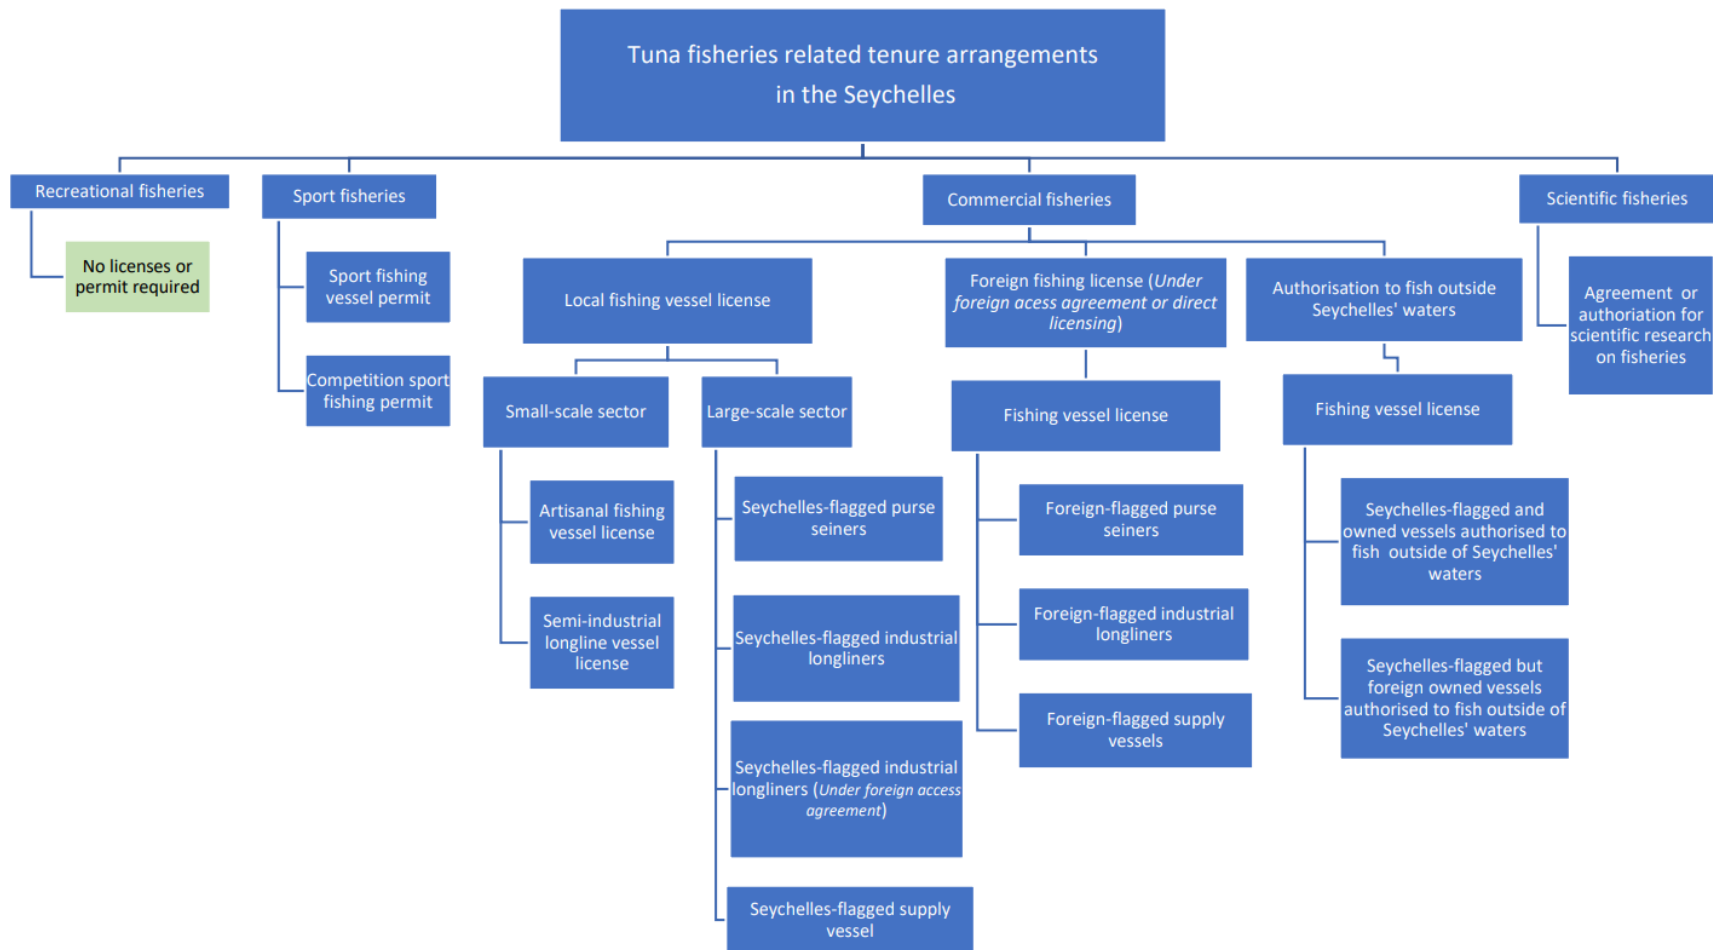 Tuna fisheries related tenure arrangements
in the Seychelles
Recreational fisheries
No licenses or
permit required
Sport fisheries
Sport fishing
vessel permit
Competition sport
fishing permit
Commercial fisheries
Local fishing vessel license
Small-scale sector
Artisanal fishing
vessel license
Semi-industrial
longline vessel
license
Large-scale sector
Seychelles-flagged purse
seiners
Seychelles-flagged industrial
longliners
Seychelles-flagged industrial
longliners (Under foreign access
agreement)
Seychelles-flagged supply
vessel
Foreign fishing license (Under
foreign acess agreement or direct
licensing)
Fishing vessel license
Foreign-flagged purse
seiners
Foreign-flagged industrial
longliners
Foreign-flagged supply
vessels
Authorisation to fish outside
Seychelles' waters
Fishing vessel license
Seychelles-flagged and
owned vessels authorised to
fish outside of Seychelles'
waters
Seychelles-flagged but
foreign owned vessels
authorised to fish outside of
Seychelles' waters
Scientific fisheries
Agreement or
authoriation for
scientific research
on fisheries